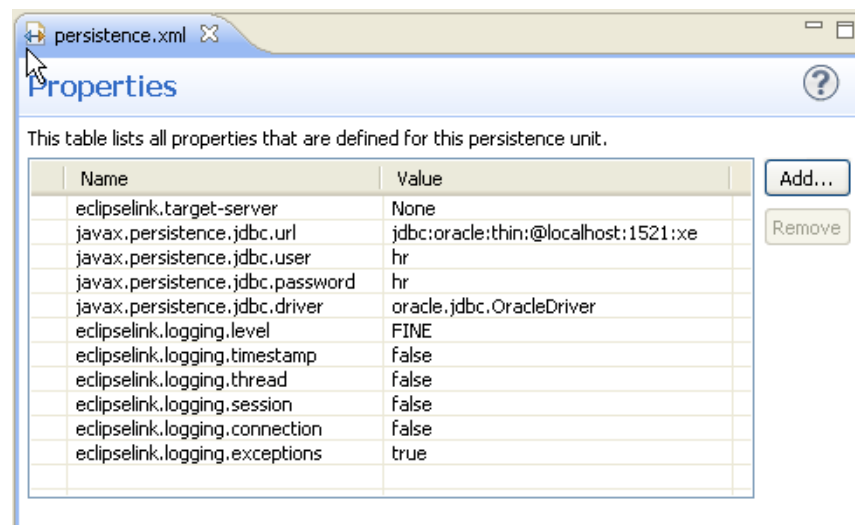 persistence.xml
Properties
?
This table lists all properties that are defined for this persistence unit.
Name Value
Add...
eclipselink.target-server None
javax.persistence.jdbc.url jdbc:oracle:thin:@localhost:1521:xe
Remove
javax.persistence.jdbc.user hr
javax.persistence.jdbc.password hr
javax.persistence.jdbc.driver oracle.jdbc.OracleDriver
eclipselink.logging.level FINE
eclipselink.logging.timestamp false
eclipselink.logging.thread false
eclipselink.logging.session false
eclipselink.logging.connection false
eclipselink.logging.exceptions true